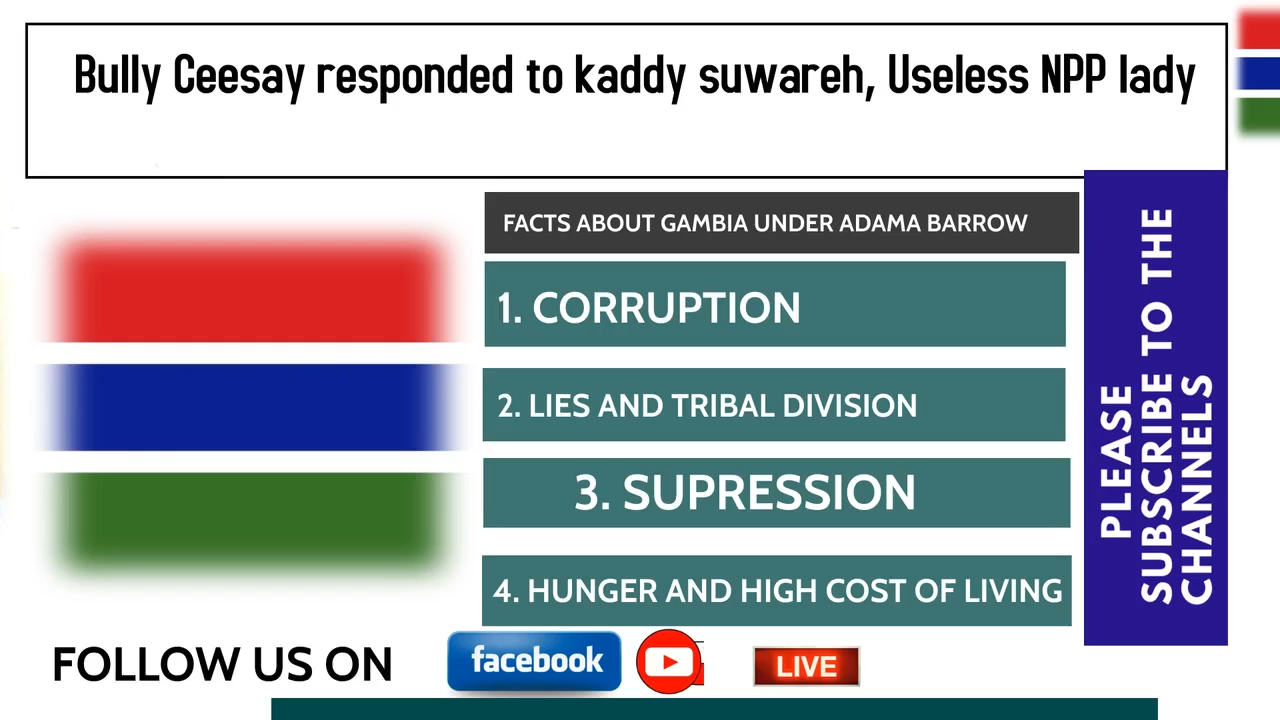 Bully Ceesay responded to kaddy suwareh, Useless NPP lady
FACTS ABOUT GAMBIA UNDER ADAMA BARROW
1. CORRUPTION
2. LIES AND TRIBAL DIVISION
3. SUPRESSION
4. HUNGER AND HIGH COST OF LIVING
PLEASE
SUBSCRIBE TO THE
CHANNELS
FOLLOW US ON
facebook
LIVE